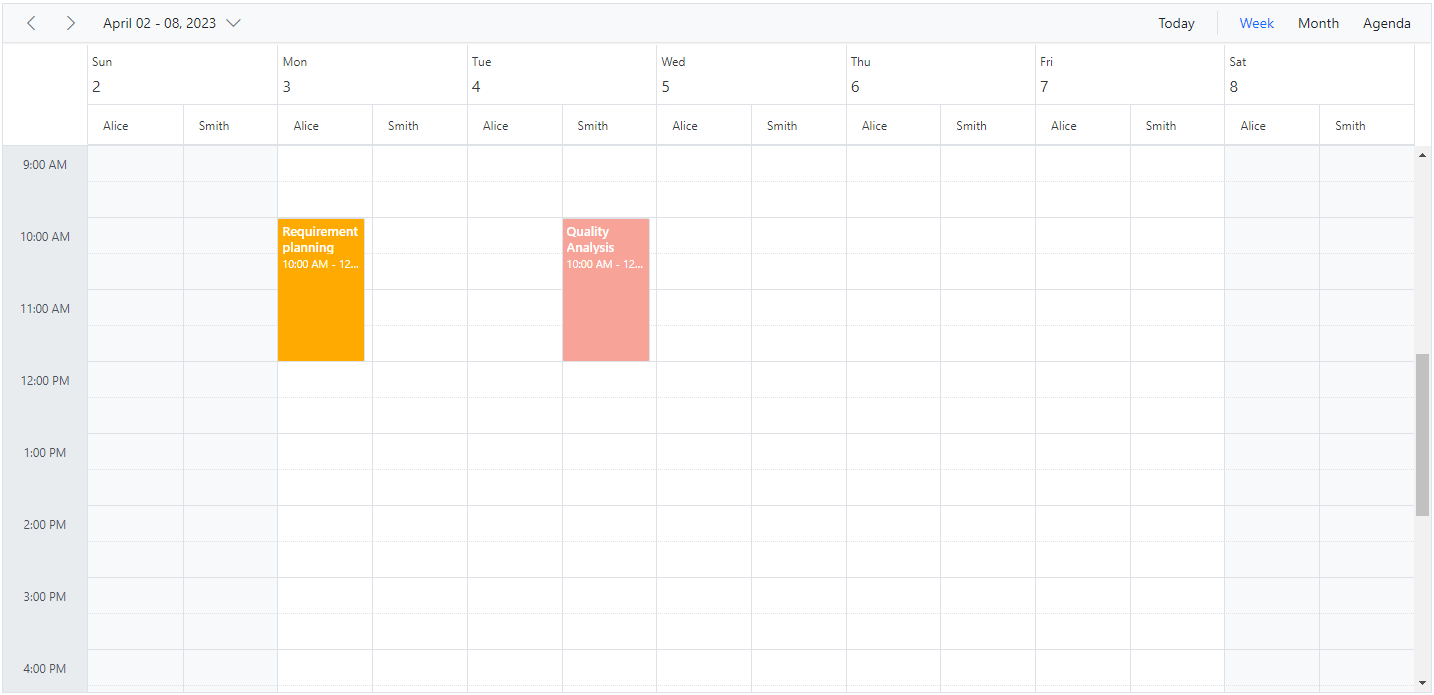 April 02 - 08, 2023 Today Week Month Agenda
Sun Mon Tue Wed Thu Fri Sat
2 3 4 5 6 7 8
Alice Smith Alice Smith Alice Smith Alice Smith Alice Smith Alice Smith Alice Smith
9:00 AM
Requirement Quality
10:00 AM planning Analysis
10:00 AM - 12... 10:00 AM - 12...
11:00 AM
12:00 PM
1:00 PM
2:00 PM
3:00 PM
4:00 PM